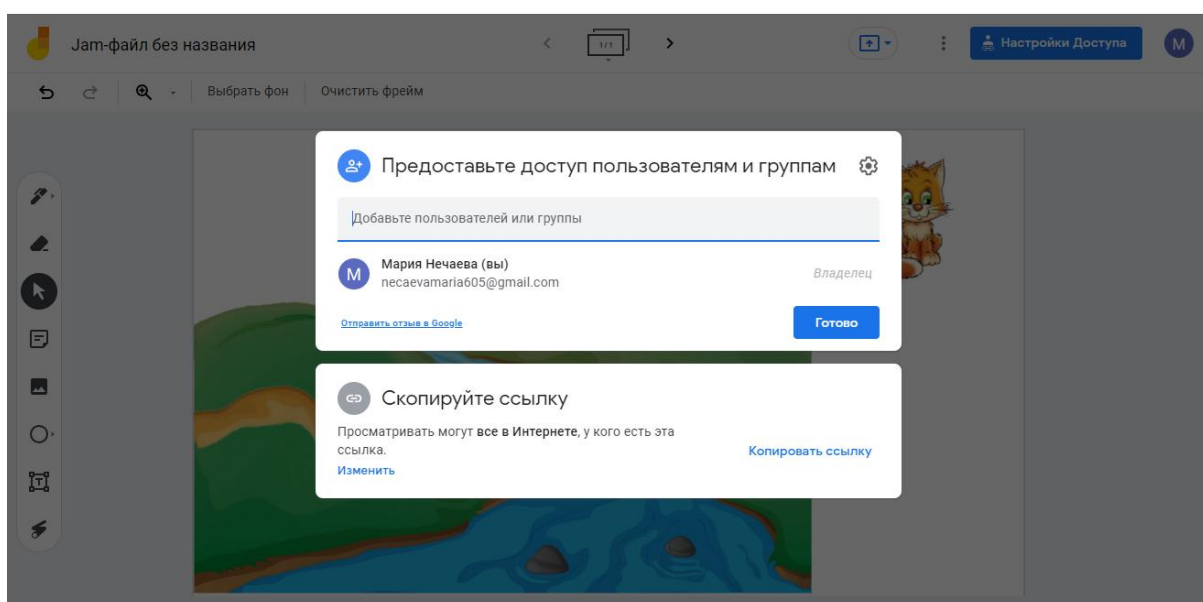 Jam-файл без названия
1/1
Настройки Доступа
M
Выбрать фон
Очистить фрейм
Предоставьте доступ пользователям и группам
Добавьте пользователей или группы
M
Мария Нечаева (вы)
necaevamaria605@gmail.com
Владелец
Отправить отзыв в Google
Готово
Скопируйте ссылку
Просматривать могут все в Интернете, у кого есть эта
ссылка.
Копировать ссылку
Изменить